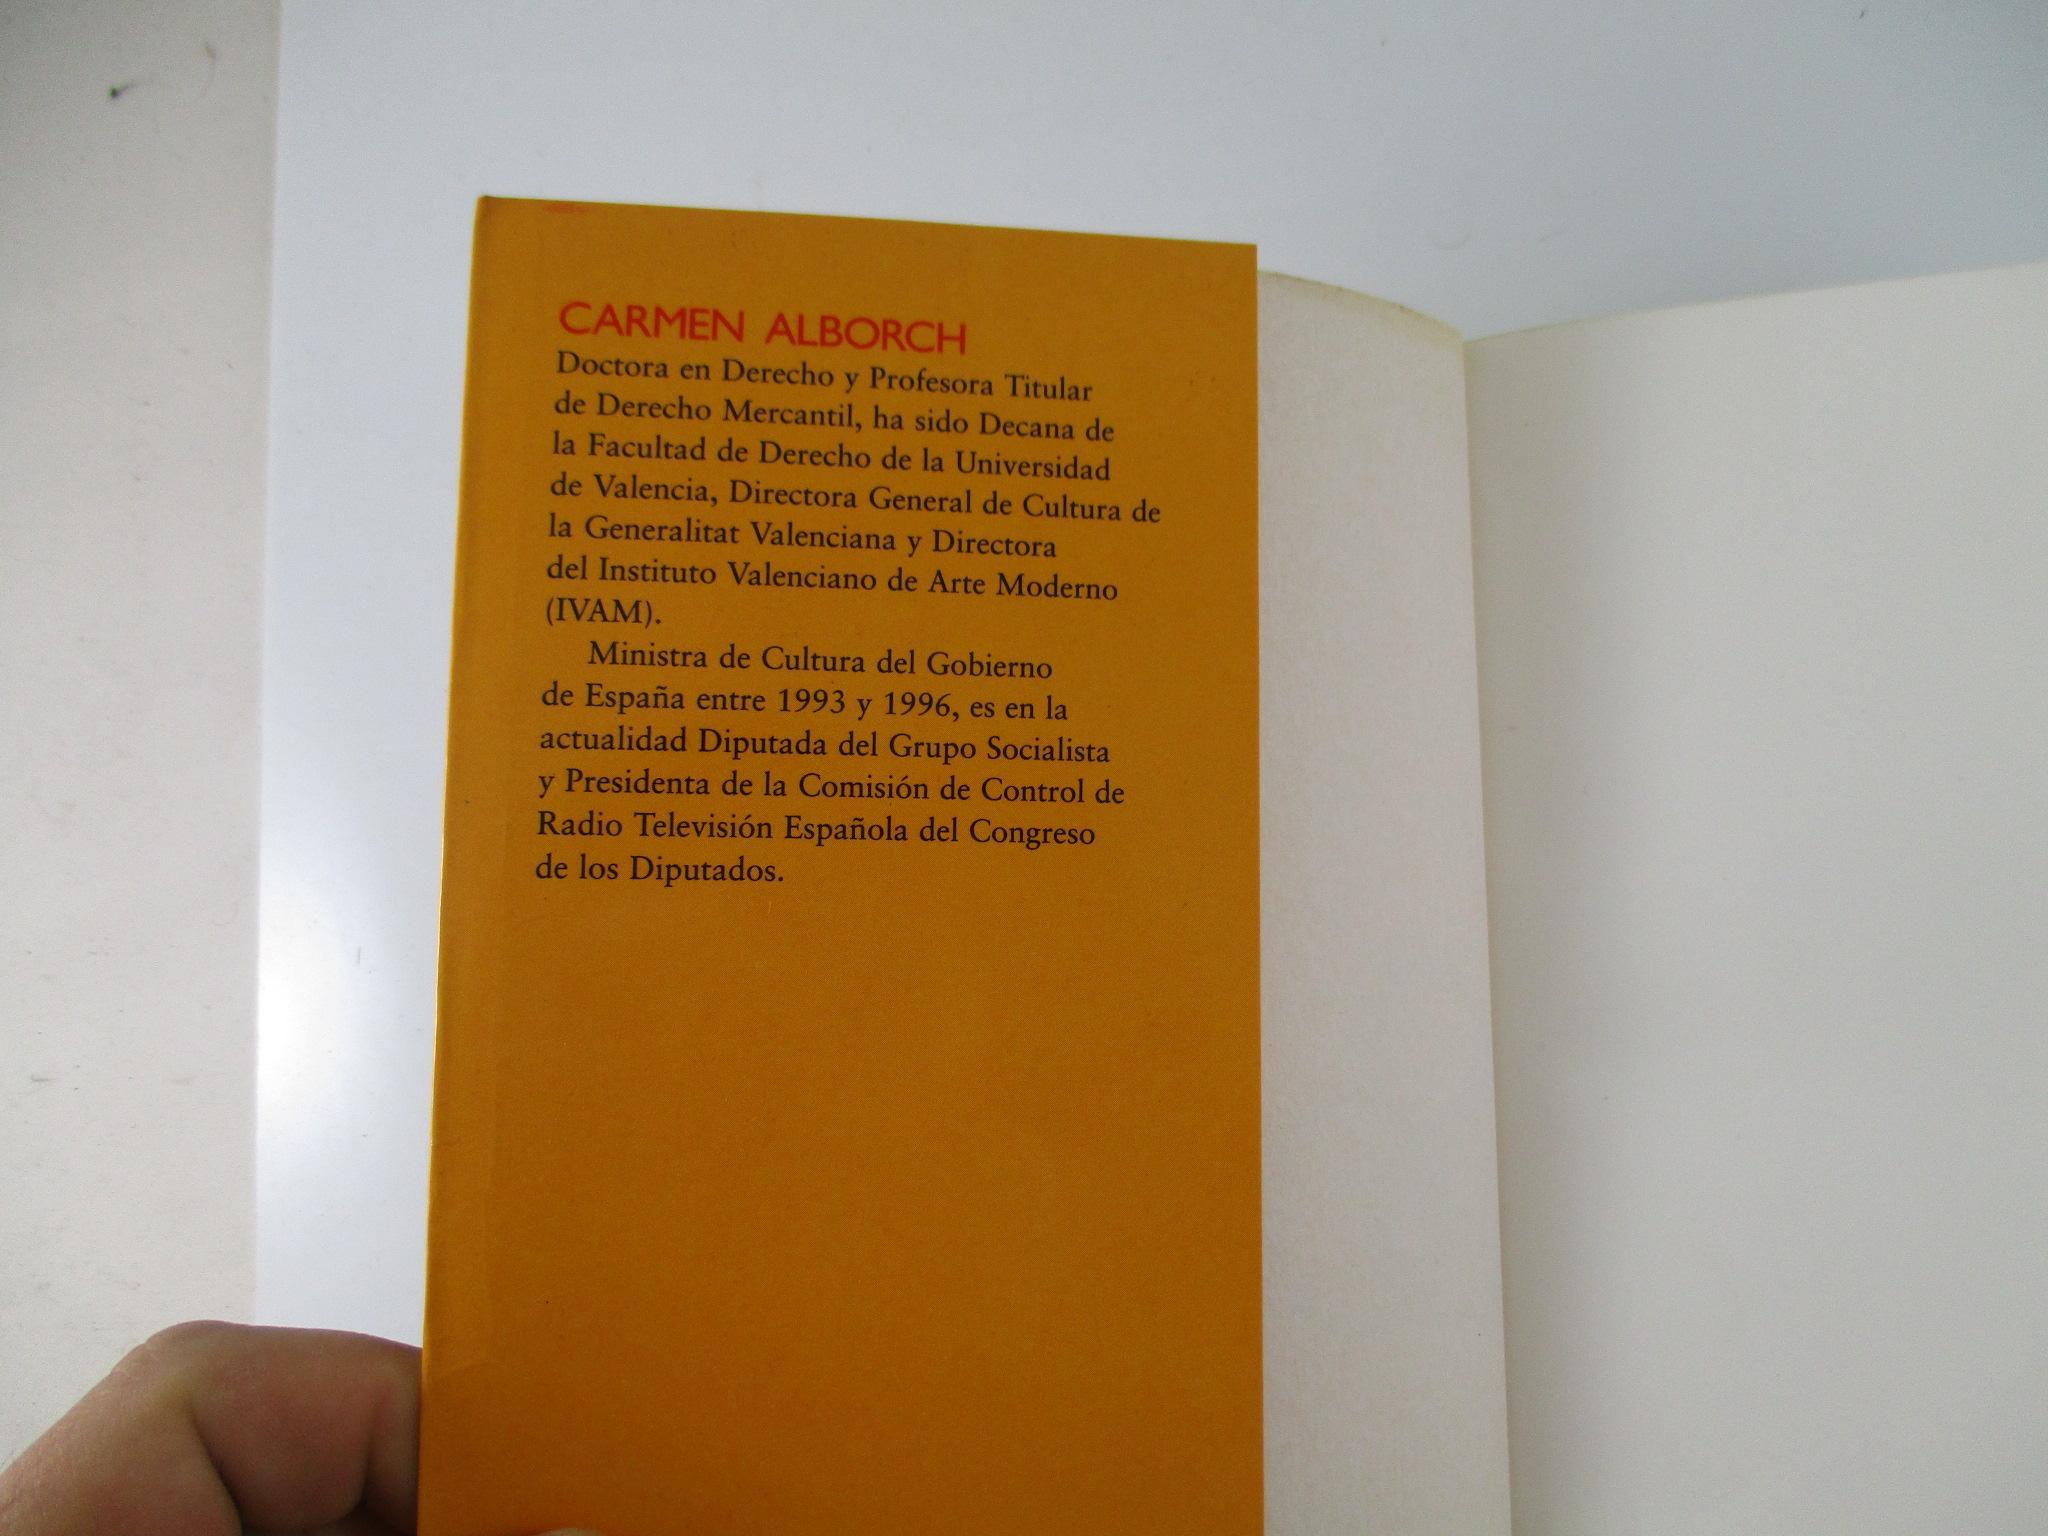 CARMEN ALBORCH
Doctora en Derecho y Profesora Titular
de Derecho Mercantil, ha sido Decana de
la Facultad de Derecho de la Universidad
de Valencia, Directora General de Cultura de
la Generalitat Valenciana y Directora
del Instituto Valenciano de Arte Moderno
(IVAM).
Ministra de Cultura del Gobierno
de España entre 1993 y 1996, es en la
actualidad Diputada del Grupo Socialista
y Presidenta de la Comisión de Control de
Radio Televisión Española del Congreso
de los Diputados.